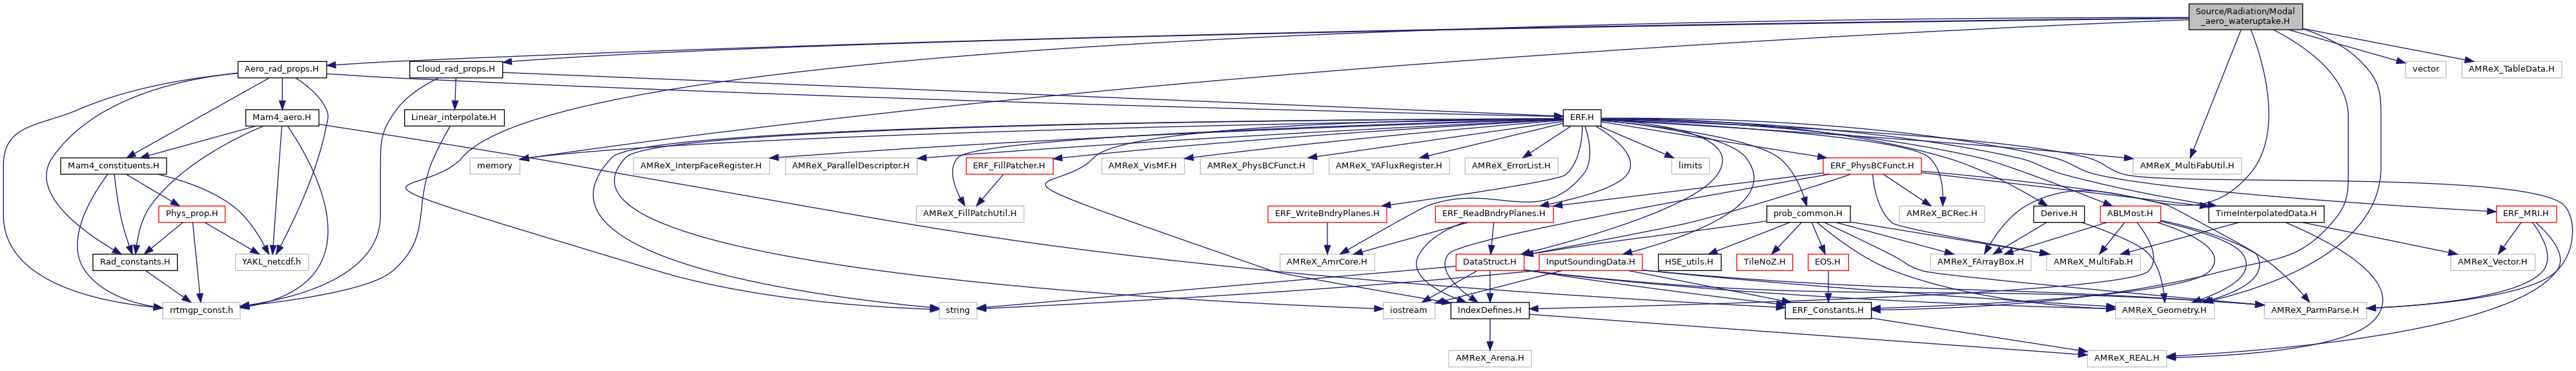 Source/Radiation/Modal
_aero_wateruptake.H
Aero_rad_props.H
Cloud_rad_props.H
vector
AMReX_TableData.H
Mam4_aero.H
Linear_interpolate.H
ERF.H
Mam4_constituents.H
memory
AMReX_InterpFaceRegister.H
AMReX_ParallelDescriptor.H
ERF_FillPatcher.H
AMReX_VisMF.H
AMReX_PhysBCFunct.H
AMReX_YAFluxRegister.H
AMReX_ErrorList.H
limits
ERF_PhysBCFunct.H
AMReX_MultiFabUtil.H
Phys_prop.H
AMReX_FillPatchUtil.H
ERF_WriteBndryPlanes.H
ERF_ReadBndryPlanes.H
prob_common.H
AMReX_BCRec.H
Derive.H
ABLMost.H
TimeInterpolatedData.H
ERF_MRI.H
Rad_constants.H
YAKL_netcdf.h
AMReX_AmrCore.H
DataStruct.H
InputSoundingData.H
HSE_utils.H
TileNoZ.H
EOS.H
AMReX_FArrayBox.H
AMReX_MultiFab.H
AMReX_Vector.H
rrtmgp_const.h
string
iostream
IndexDefines.H
ERF_Constants.H
AMReX_Geometry.H
AMReX_ParmParse.H
AMReX_Arena.H
AMReX_REAL.H